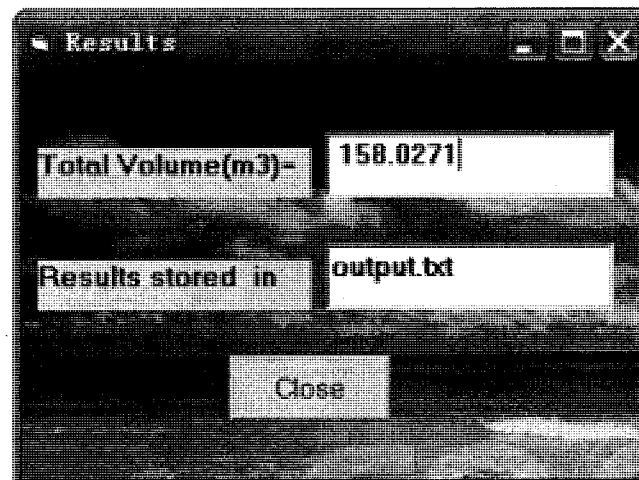 Results
Total Volume(m3)- 158.0271
Results stored in output.txt
Close